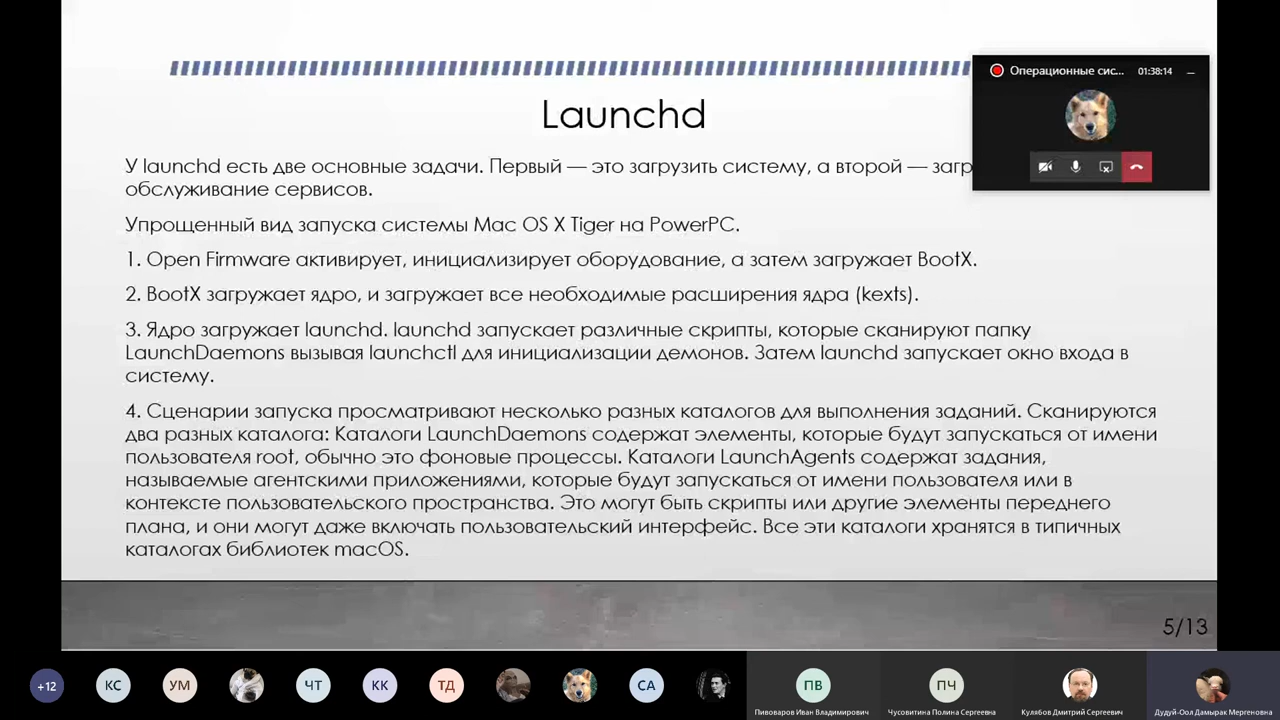 Операционные сис...
01:38:14
Launchd
У launchd есть две основные задачи. Первый — это загрузить систему, а второй —
обслуживание сервисов.
Упрощенный вид запуска системы Mac OS X Tiger на PowerPC.
1. Open Firmware активирует, инициализирует оборудование, а затем загружает BootX.
2. BootX загружает ядро, и загружает все необходимые расширения ядра (kexts).
3. Ядро загружает launchd. launchd запускает различные скрипты, которые сканируют папку
LaunchDaemons вызывая launchctl для инициализации демонов. Затем launchd запускает окно входа в
систему.
4. Сценарии запуска просматривают несколько разных каталогов для выполнения заданий. Сканируются
два разных каталога: Каталоги LaunchDaemons содержат элементы, которые будут запускаться от имени
пользователя root, обычно это фоновые процессы. Каталоги LaunchAgents содержат задания,
называемые агентскими приложениями, которые будут запускаться от имени пользователя или в
контексте пользовательского пространства. Это могут быть скрипты или другие элементы переднего
плана, и они могут даже включать пользовательский интерфейс. Все эти каталоги хранятся в типичных
каталогах библиотек macOS.
5/13
+12 КС УМ ЧТ КК ТД СА ПВ ПЧ
Пивоваров Иван Владимирович Чусовитина Полина Сергеевна Кулябов Дмитрий Сергеевич Дудуй-Оол Дамырак Мергеновна